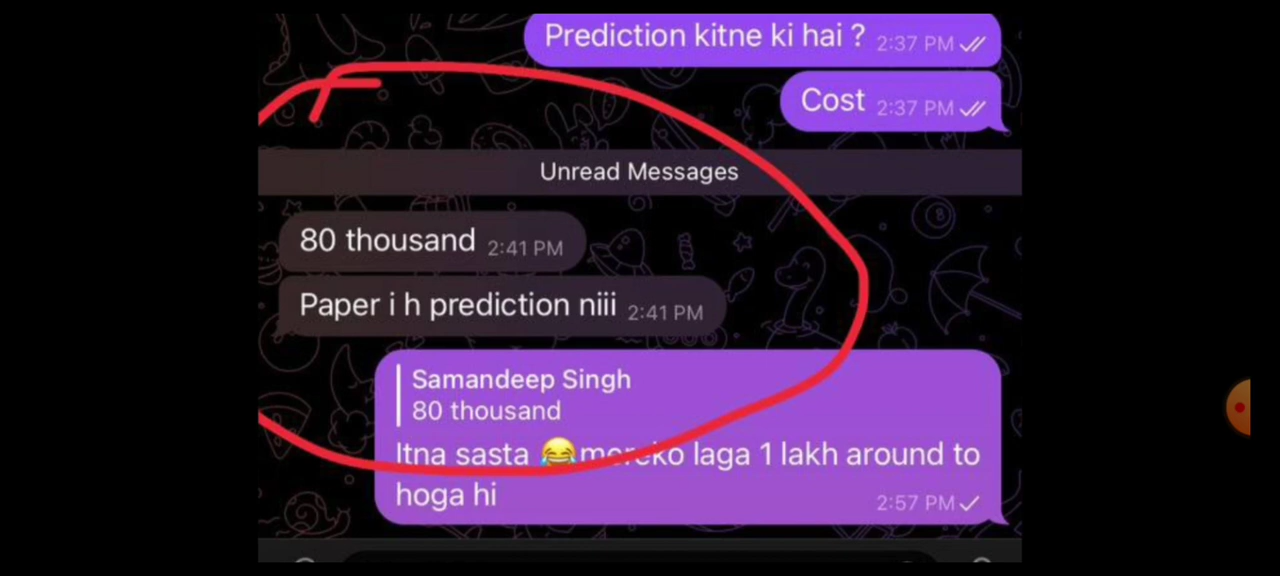 Prediction kitne ki hai ? 2:37 PM
Cost 2:37 PM
Unread Messages
80 thousand 2:41 PM
Paper i h prediction niii 2:41 PM
Samandeep Singh
80 thousand
Itna sasta 😂mereko laga 1 lakh around to
hoga hi 2:57 PM